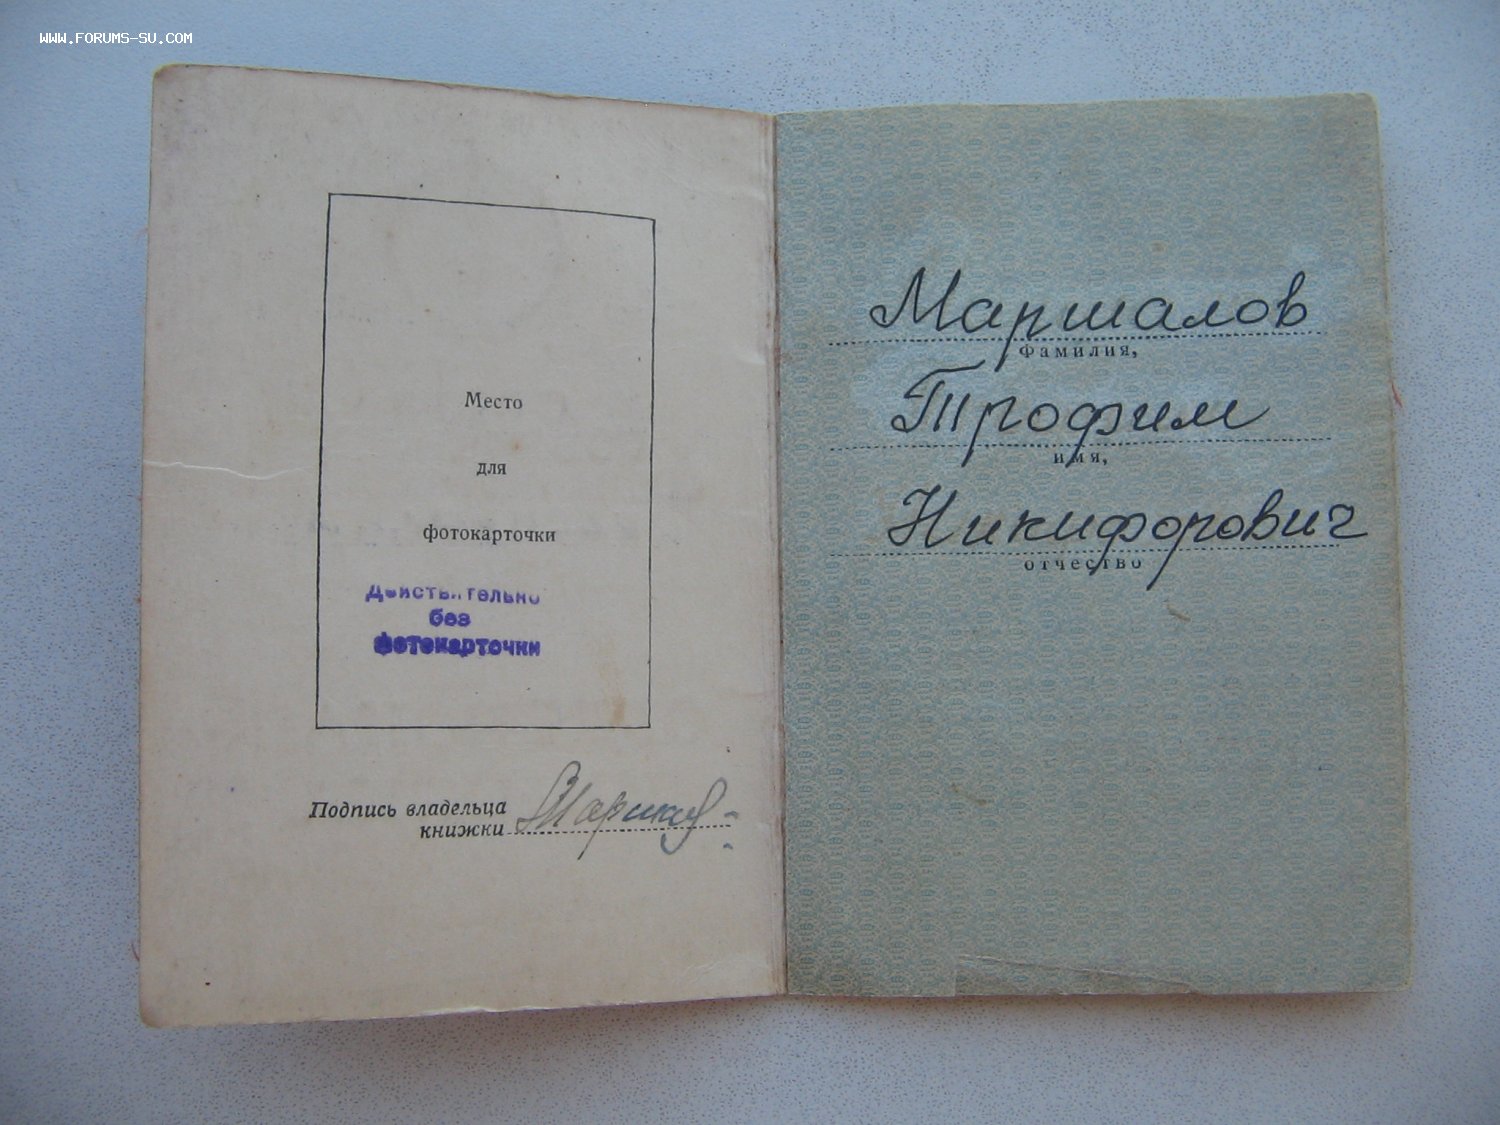 WWW.FORUMS-SU.COM
Место
для
фотокарточки
Действительно
без
фотокарточки
Подпись владельца
книжки
Маршалов
Фамилия,
Трофим
имя,
Никифорович
отчество